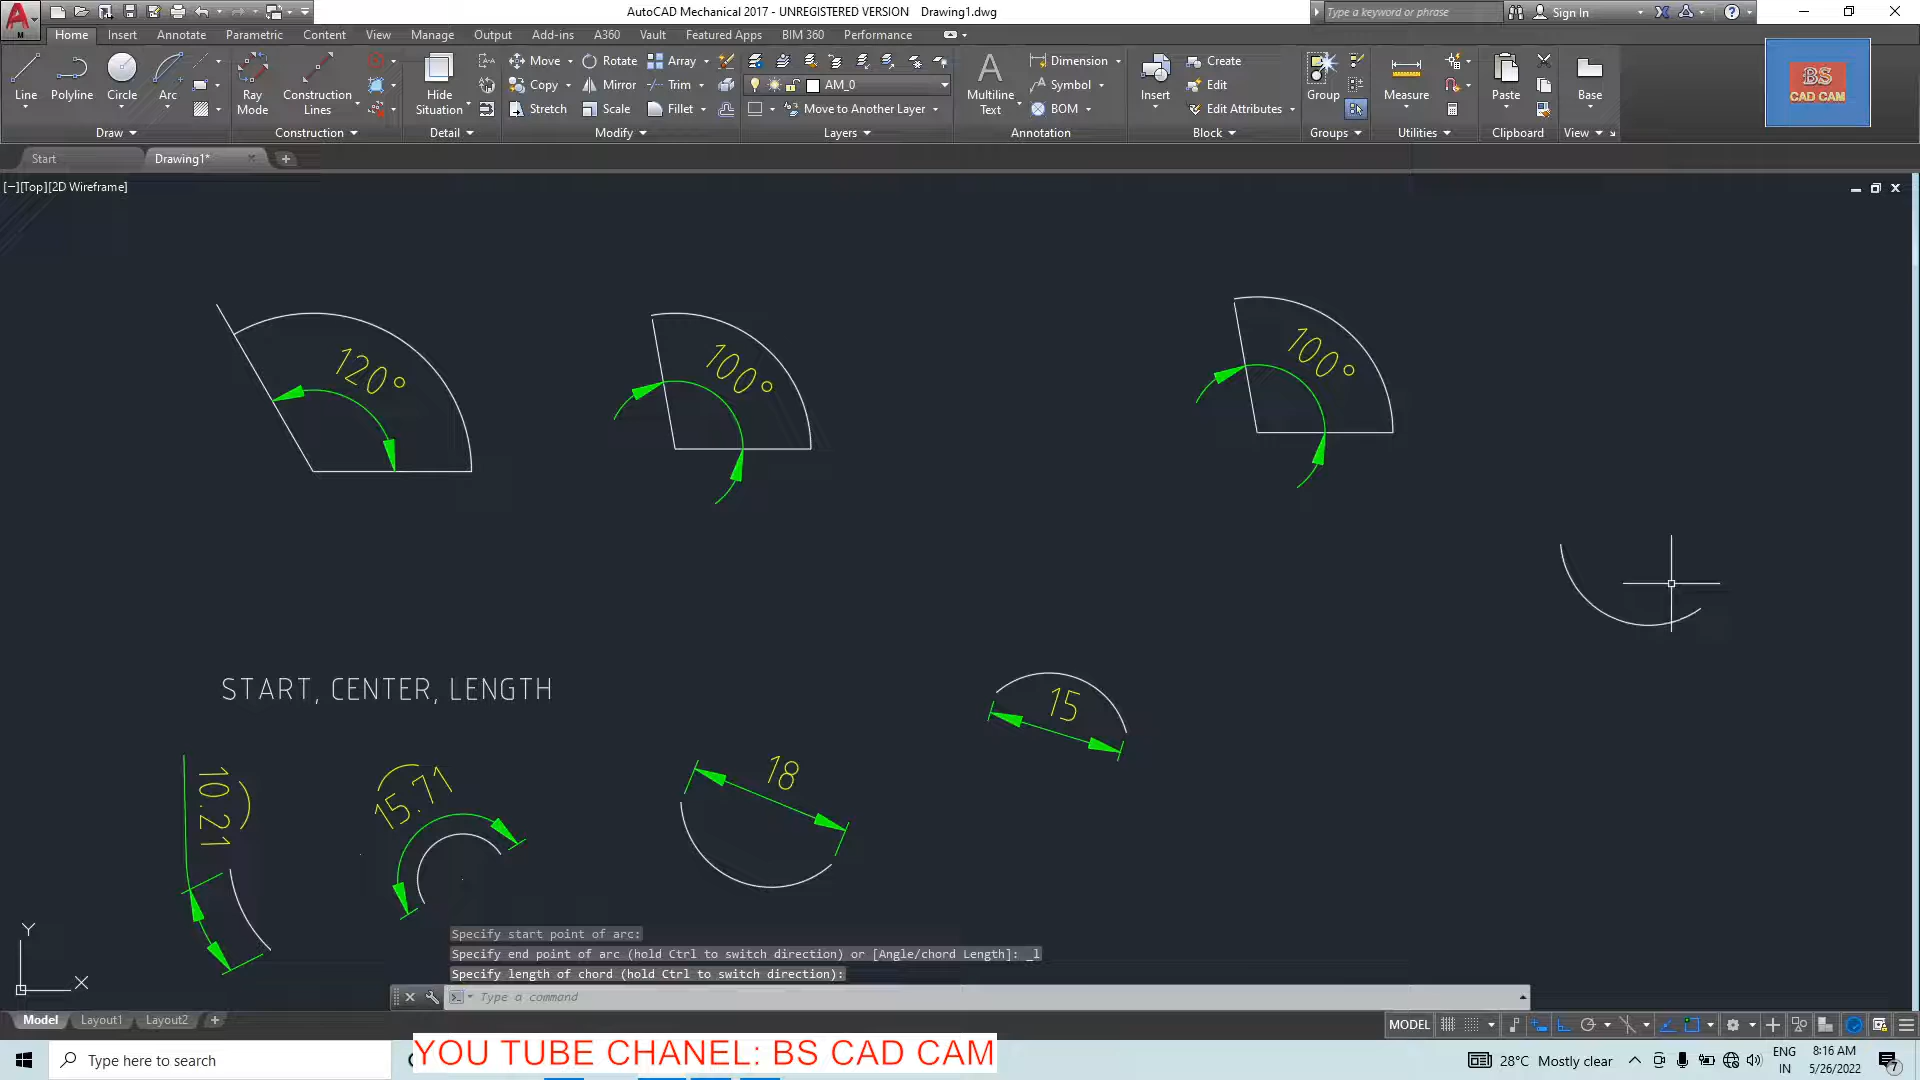 AutoCAD Mechanical 2017 - UNREGISTERED VERSION Drawing1.dwg
Type a keyword or phrase
Sign In
Home Insert Annotate Parametric Content View Manage Output Add-ins A360 Vault Featured Apps BIM 360 Performance
Line Polyline Circle Arc
Draw
Ray Mode
Construction Lines
Construction
Hide Situation
Detail
Move Rotate Array
Copy Mirror Trim
Stretch Scale Fillet
Modify
AM_0
Move to Another Layer
Layers
Multiline Text
Dimension
Symbol
BOM
Annotation
Insert
Create
Edit
Edit Attributes
Block
Group
Groups
Measure
Utilities
Paste
Clipboard
Base
View
BS
CAD CAM
Start Drawing1*
[−][Top][2D Wireframe]
120°
100°
100°
START, CENTER, LENGTH
15
18
10.21
15.71
Y
X
Specify start point of arc:
Specify end point of arc (hold Ctrl to switch direction) or [Angle/chord Length]: _l
Specify length of chord (hold Ctrl to switch direction):
Type a command
Model Layout1 Layout2
MODEL
Type here to search
YOU TUBE CHANEL: BS CAD CAM
28°C Mostly clear
ENG
IN
8:16 AM
5/26/2022
7